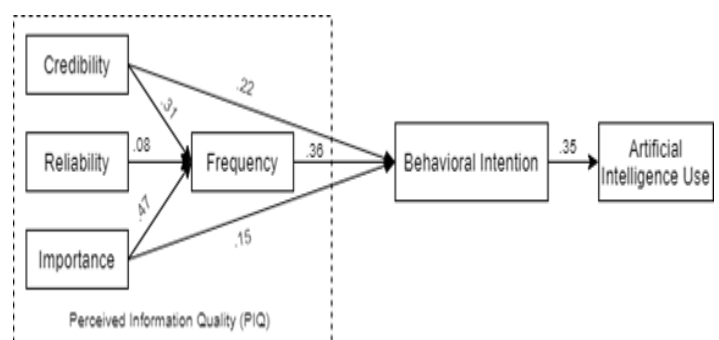 Credibility
.22
.31
Reliability
.08
Frequency
.36
Behavioral Intention
.35
Artificial
Intelligence Use
.47
.15
Importance
Perceived Information Quality (PIQ)